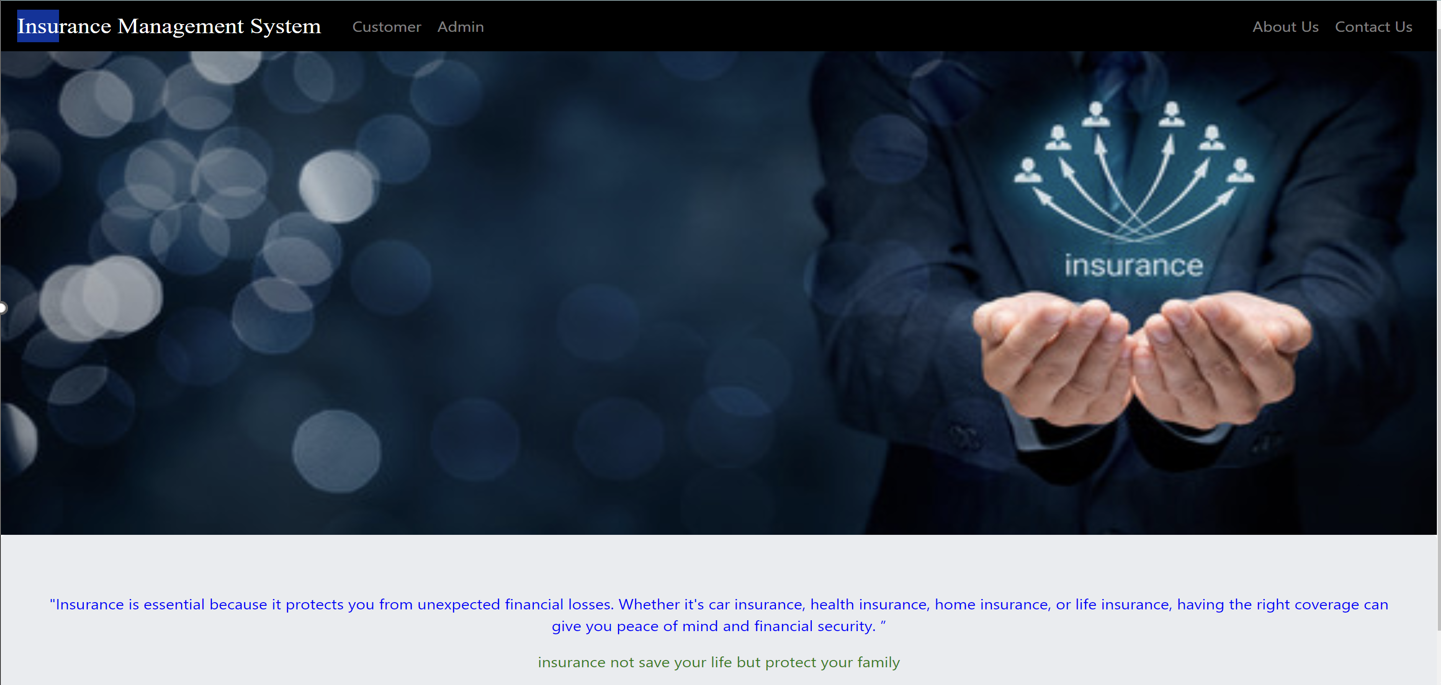 Insurance Management System Customer Admin About Us Contact Us
insurance
"Insurance is essential because it protects you from unexpected financial losses. Whether it's car insurance, health insurance, home insurance, or life insurance, having the right coverage can
give you peace of mind and financial security. “
insurance not save your life but protect your family